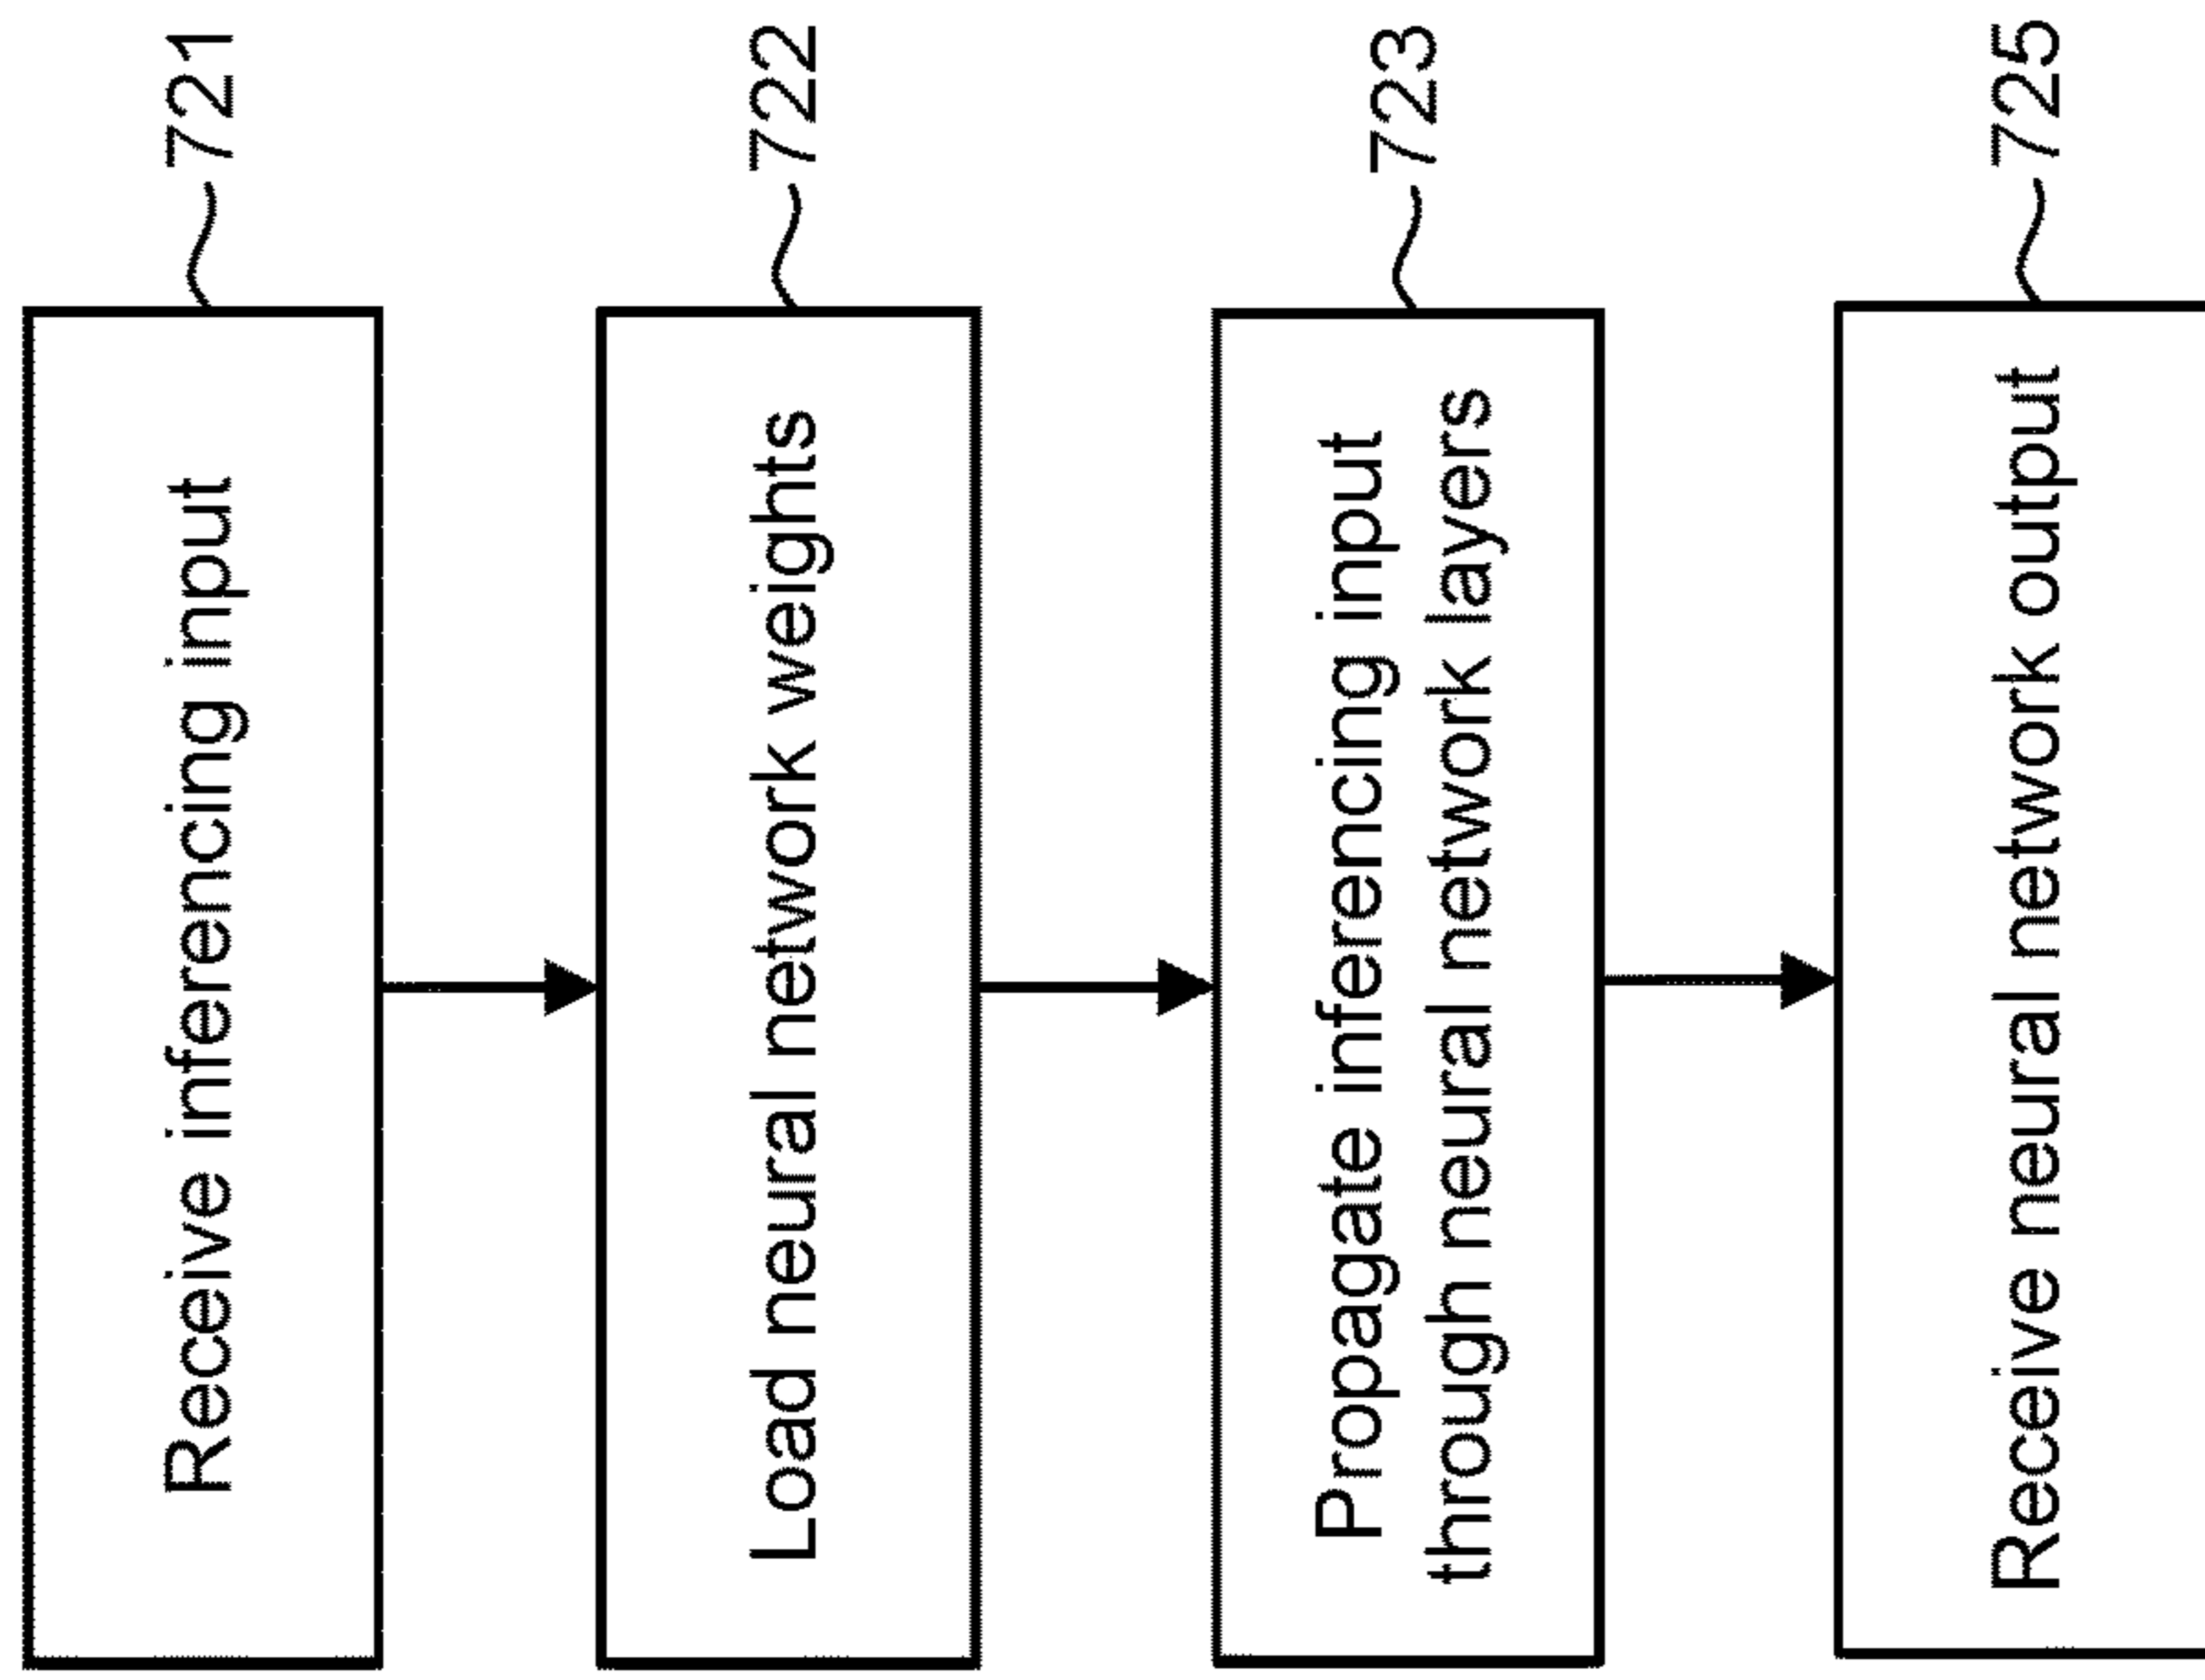 Receive inferencing input
721
Load neural network weights
722
Propagate inferencing input
through neural network layers
723
Receive neural network output
725